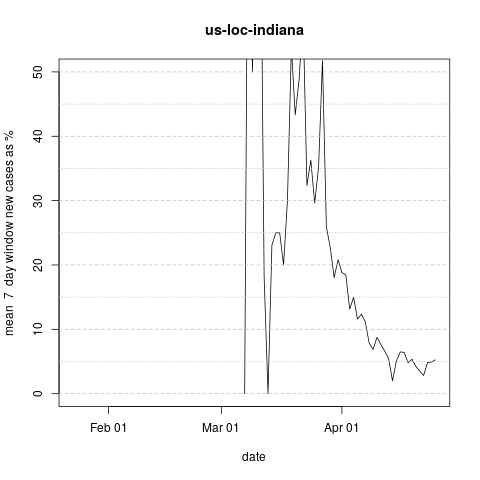 us-loc-indiana
mean 7 day window new cases as %
50
40
30
20
10
0
Feb 01
Mar 01
Apr 01
date